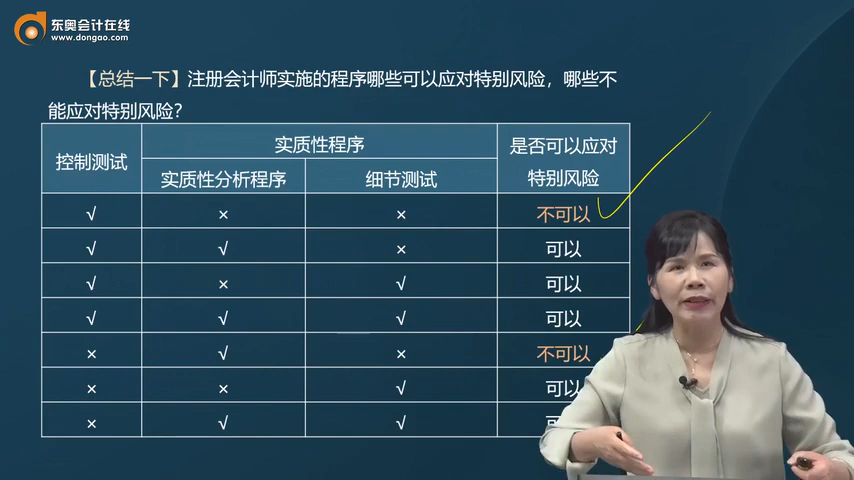 东奥会计在线
www.dongao.com
【总结一下】注册会计师实施的程序哪些可以应对特别风险，哪些不
能应对特别风险？
控制测试 实质性程序 是否可以应对
特别风险
实质性分析程序 细节测试
√ × × 不可以
√ √ × 可以
√ × √ 可以
√ √ √ 可以
× √ × 不可以
× × √ 可以
× √ √